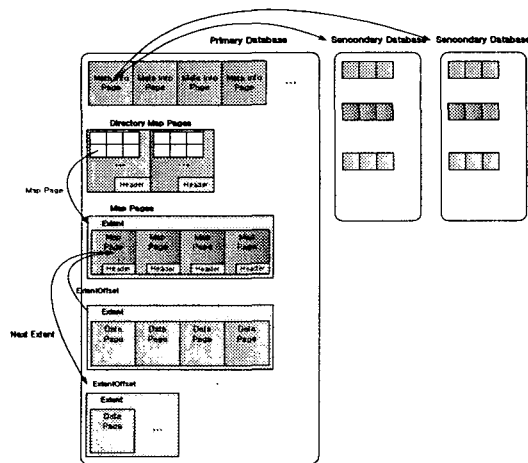 Primary Database
Sencondary Database
Sencondary Database
Meta Info
Page
Meta Info
Page
Meta Info
Page
Meta Info
Page
...
Directory Map Pages
...
...
Header
Header
Map Page
Map Pages
Extent
Map
Page
Map
Page
Map
Page
Map
Page
Header
Header
Header
Header
ExtentOffset
Extent
Next Extent
Data
Page
Data
Page
Data
Page
Data
Page
ExtentOffset
Extent
Data
Page
...